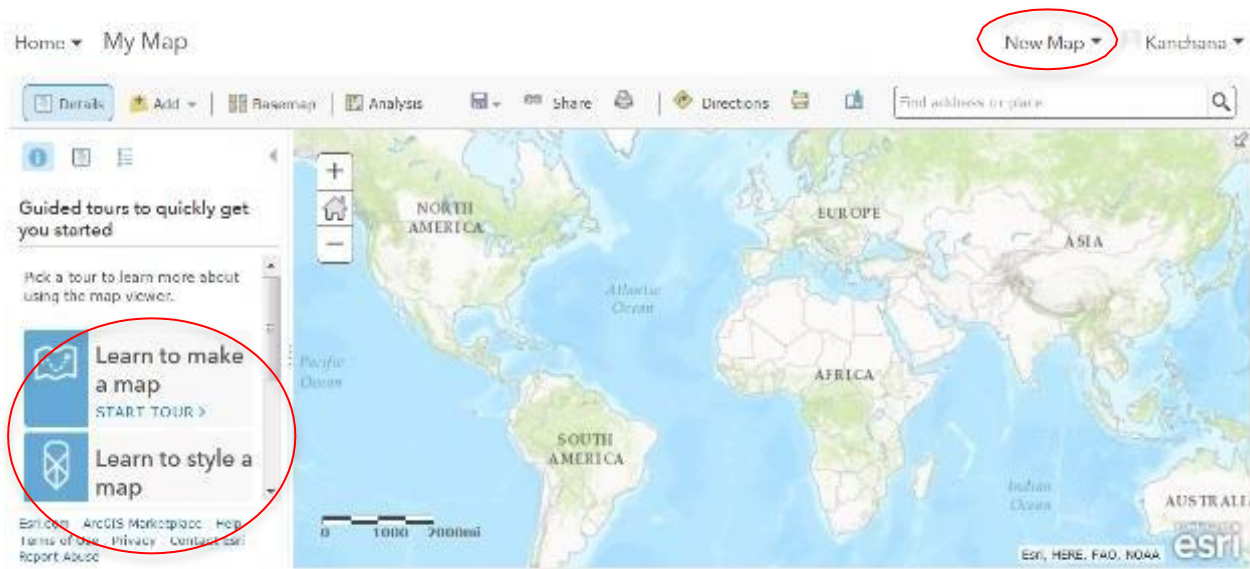 Home My Map New Map Kanchana
Details Add Basemap Analysis Share Directions Find address or place
Guided tours to quickly get
you started
Pick a tour to learn more about
using the map viewer.
Learn to make
a map
START TOUR >
Learn to style a
map
Esri.com ArcGIS Marketplace Help
Terms of Use Privacy Contact Esri
Report Abuse
+
−
NORTH
AMERICA
EUROPE
ASIA
Atlantic
Ocean
Pacific
Ocean
AFRICA
SOUTH
AMERICA
Indian
Ocean
AUSTRALI
0 1000 2000mi
Esri, HERE, FAO, NOAA
esri